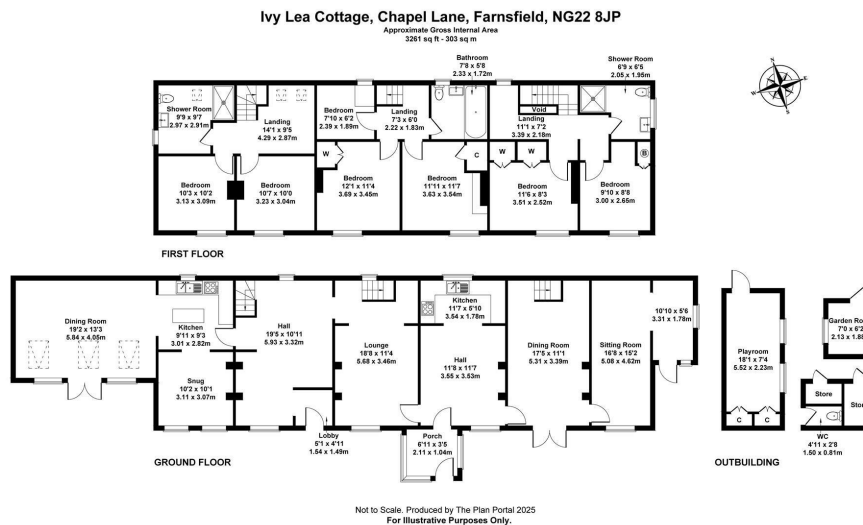 Ivy Lea Cottage, Chapel Lane, Farnsfield, NG22 8JP
Approximate Gross Internal Area
3261 sq ft - 303 sq m
Shower Room
9'9 x 9'7
2.97 x 2.91m
Landing
14'1 x 9'5
4.29 x 2.87m
Bedroom
7'10 x 6'2
2.39 x 1.89m
Landing
7'3 x 6'0
2.22 x 1.83m
Bathroom
7'8 x 5'8
2.33 x 1.72m
Landing
11'1 x 7'2
3.39 x 2.18m
Void
Shower Room
6'9 x 6'5
2.05 x 1.95m
N
E
S
W
W
C
W
W
B
Bedroom
10'3 x 10'2
3.13 x 3.09m
Bedroom
10'7 x 10'0
3.23 x 3.04m
Bedroom
12'1 x 11'4
3.69 x 3.45m
Bedroom
11'11 x 11'7
3.63 x 3.54m
Bedroom
11'6 x 8'3
3.51 x 2.52m
Bedroom
9'10 x 8'8
3.00 x 2.65m
FIRST FLOOR
Dining Room
19'2 x 13'3
5.84 x 4.05m
Kitchen
9'11 x 9'3
3.01 x 2.82m
Snug
10'2 x 10'1
3.11 x 3.07m
Hall
19'5 x 10'11
5.93 x 3.32m
Lounge
18'8 x 11'4
5.68 x 3.46m
Kitchen
11'7 x 5'10
3.54 x 1.78m
Hall
11'8 x 11'7
3.55 x 3.53m
Dining Room
17'5 x 11'1
5.31 x 3.39m
Sitting Room
16'8 x 15'2
5.08 x 4.62m
10'10 x 5'6
3.31 x 1.78m
Lobby
5'1 x 4'11
1.54 x 1.49m
Porch
6'11 x 3'5
2.11 x 1.04m
GROUND FLOOR
Playroom
18'1 x 7'4
5.52 x 2.23m
C
C
Garden Ro
7'0 x 6'2
2.13 x 1.88
Store
Stor
WC
4'11 x 2'8
1.50 x 0.81m
OUTBUILDING
Not to Scale. Produced by The Plan Portal 2025
For Illustrative Purposes Only.